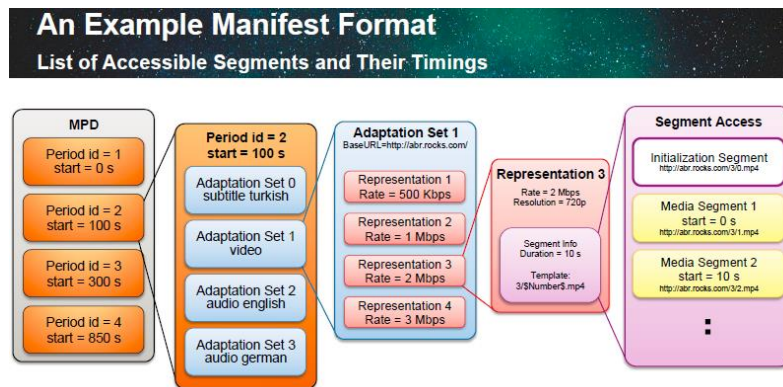 An Example Manifest Format
List of Accessible Segments and Their Timings
MPD
Period id = 1
start = 0 s
Period id = 2
start = 100 s
Period id = 3
start = 300 s
Period id = 4
start = 850 s
Period id = 2
start = 100 s
Adaptation Set 0
subtitle turkish
Adaptation Set 1
video
Adaptation Set 2
audio english
Adaptation Set 3
audio german
Adaptation Set 1
BaseURL=http://abr.rocks.com/
Representation 1
Rate = 500 Kbps
Representation 2
Rate = 1 Mbps
Representation 3
Rate = 2 Mbps
Representation 4
Rate = 3 Mbps
Representation 3
Rate = 2 Mbps
Resolution = 720p
Segment Info
Duration = 10 s
Template:
3/$Number$.mp4
Segment Access
Initialization Segment
http://abr.rocks.com/3/0.mp4
Media Segment 1
start = 0 s
http://abr.rocks.com/3/1.mp4
Media Segment 2
start = 10 s
http://abr.rocks.com/3/2.mp4
: